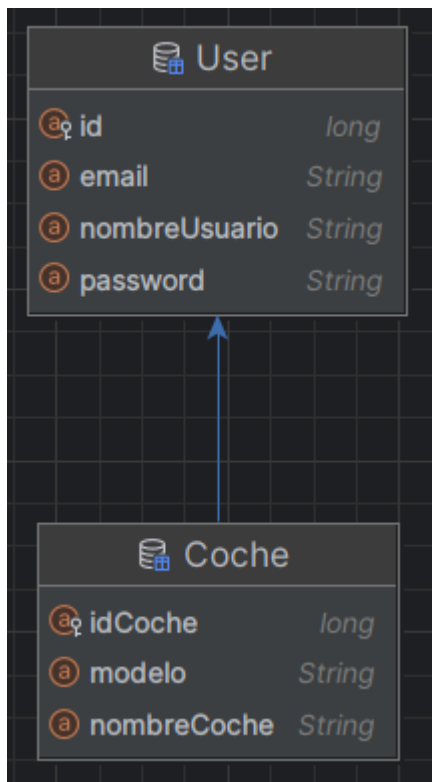 User
id long
email String
nombreUsuario String
password String
Coche
idCoche long
modelo String
nombreCoche String